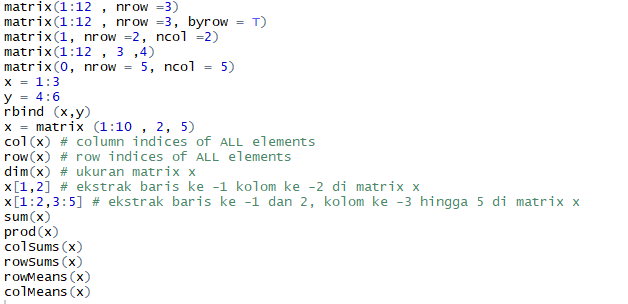 matrix(1:12 , nrow =3)
matrix(1:12 , nrow =3, byrow = T)
matrix(1, nrow =2, ncol =2)
matrix(1:12 , 3 ,4)
matrix(0, nrow = 5, ncol = 5)
x = 1:3
y = 4:6
rbind (x,y)
x = matrix (1:10 , 2, 5)
col(x) # column indices of ALL elements
row(x) # row indices of ALL elements
dim(x) # ukuran matrix x
x[1,2] # ekstrak baris ke -1 kolom ke -2 di matrix x
x[1:2,3:5] # ekstrak baris ke -1 dan 2, kolom ke -3 hingga 5 di matrix x
sum(x)
prod(x)
colSums(x)
rowSums(x)
rowMeans(x)
colMeans(x)